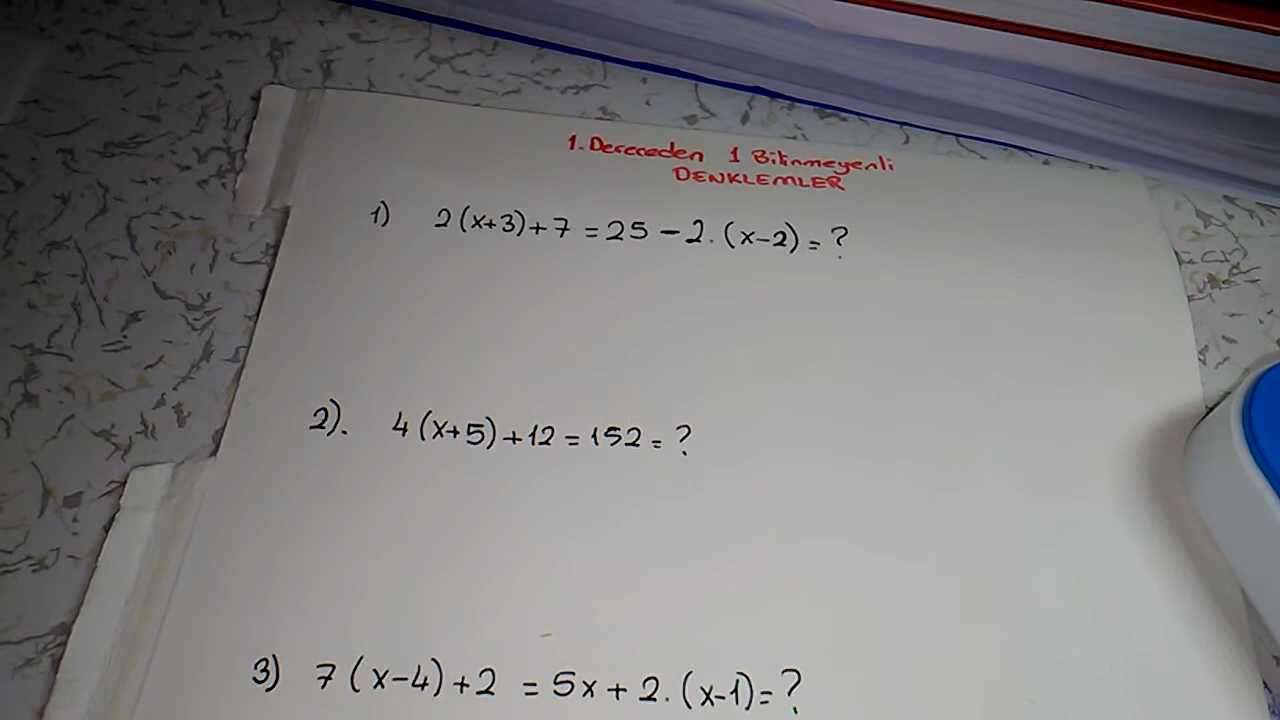 1. Dereceden 1 Bilinmeyenli
DENKLEMLER
1) 2(x+3)+7 = 25 - 2.(x-2) = ?
2). 4(x+5)+12 = 152 = ?
3) 7(x-4)+2 = 5x+2.(x-1) = ?